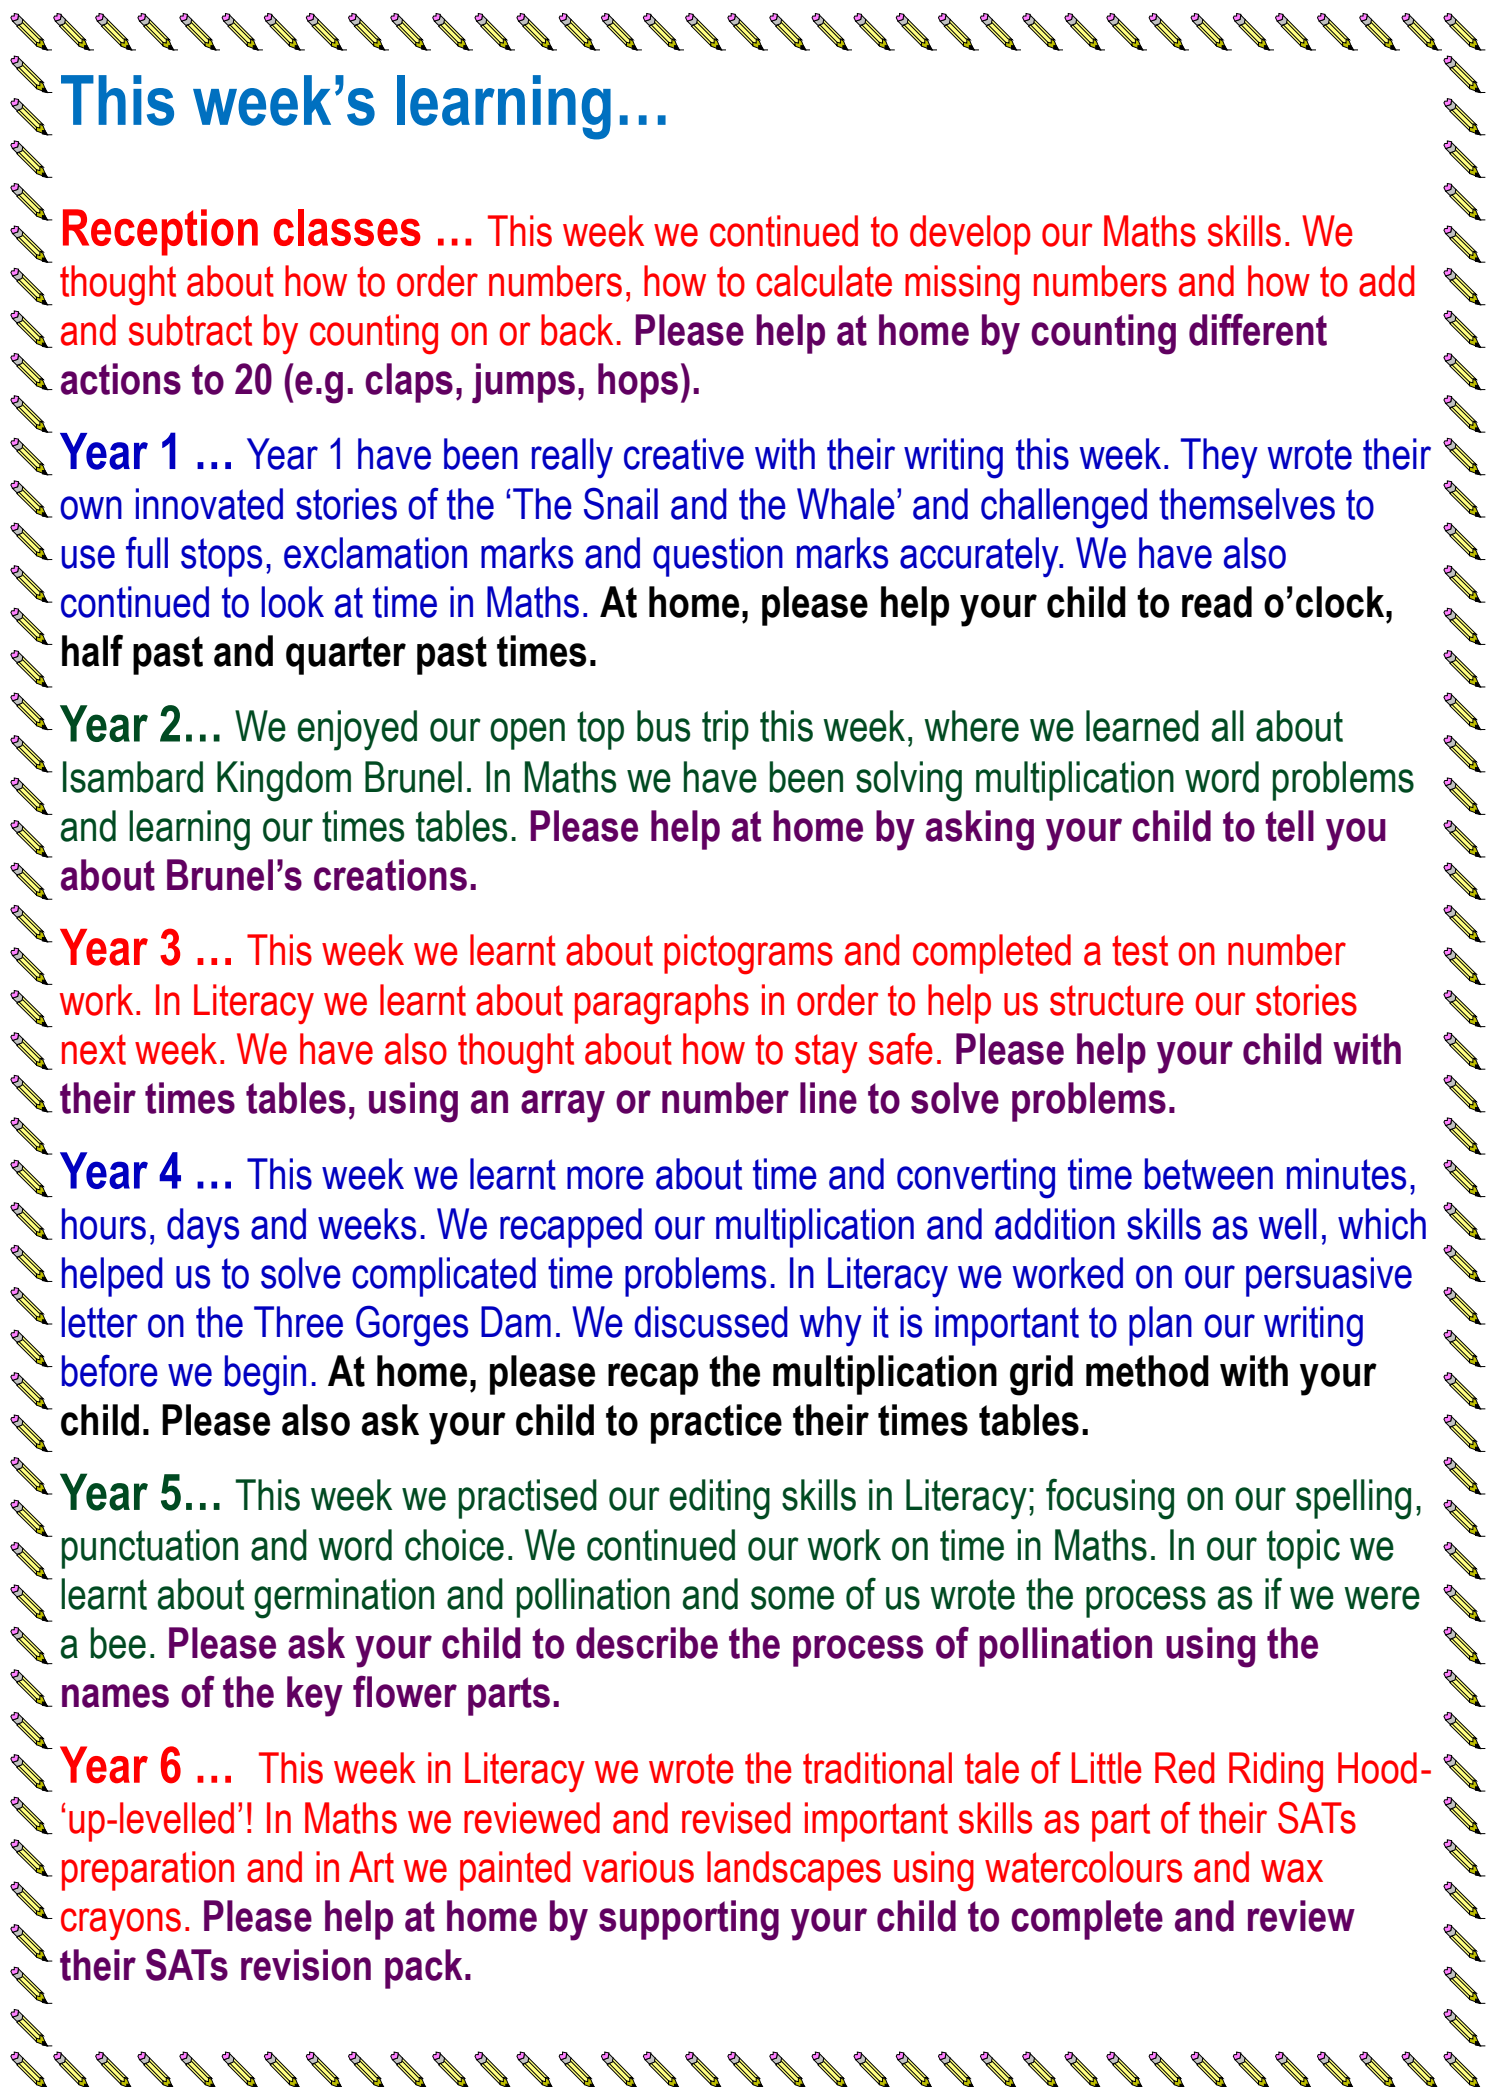 This week’s learning…
Reception classes … This week we continued to develop our Maths skills. We
thought about how to order numbers, how to calculate missing numbers and how to add
and subtract by counting on or back. Please help at home by counting different
actions to 20 (e.g. claps, jumps, hops).
Year 1 … Year 1 have been really creative with their writing this week. They wrote their
own innovated stories of the ‘The Snail and the Whale’ and challenged themselves to
use full stops, exclamation marks and question marks accurately. We have also
continued to look at time in Maths. At home, please help your child to read o’clock,
half past and quarter past times.
Year 2… We enjoyed our open top bus trip this week, where we learned all about
Isambard Kingdom Brunel. In Maths we have been solving multiplication word problems
and learning our times tables. Please help at home by asking your child to tell you
about Brunel’s creations.
Year 3 … This week we learnt about pictograms and completed a test on number
work. In Literacy we learnt about paragraphs in order to help us structure our stories
next week. We have also thought about how to stay safe. Please help your child with
their times tables, using an array or number line to solve problems.
Year 4 … This week we learnt more about time and converting time between minutes,
hours, days and weeks. We recapped our multiplication and addition skills as well, which
helped us to solve complicated time problems. In Literacy we worked on our persuasive
letter on the Three Gorges Dam. We discussed why it is important to plan our writing
before we begin. At home, please recap the multiplication grid method with your
child. Please also ask your child to practice their times tables.
Year 5… This week we practised our editing skills in Literacy; focusing on our spelling,
punctuation and word choice. We continued our work on time in Maths. In our topic we
learnt about germination and pollination and some of us wrote the process as if we were
a bee. Please ask your child to describe the process of pollination using the
names of the key flower parts.
Year 6 … This week in Literacy we wrote the traditional tale of Little Red Riding Hood-
‘up-levelled’! In Maths we reviewed and revised important skills as part of their SATs
preparation and in Art we painted various landscapes using watercolours and wax
crayons. Please help at home by supporting your child to complete and review
their SATs revision pack.